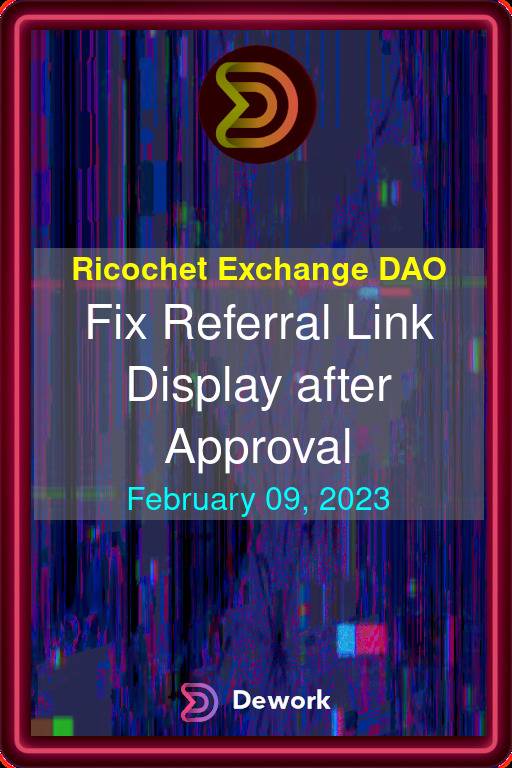 Ricochet Exchange DAO
Fix Referral Link
Display after
Approval
February 09, 2023
Dework